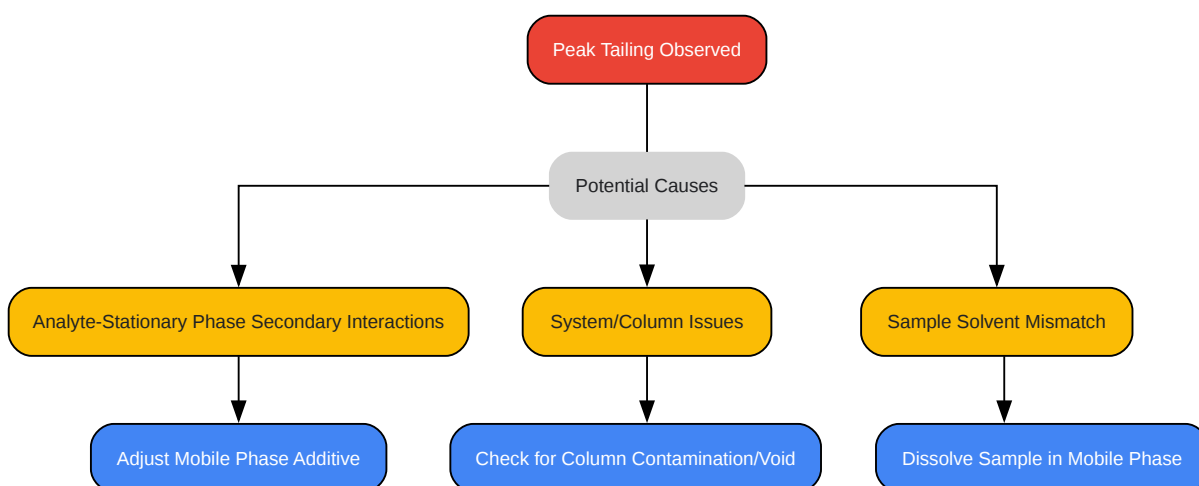 Peak Tailing Observed
Potential Causes
Analyte-Stationary Phase Secondary Interactions
System/Column Issues
Sample Solvent Mismatch
Adjust Mobile Phase Additive
Check for Column Contamination/Void
Dissolve Sample in Mobile Phase